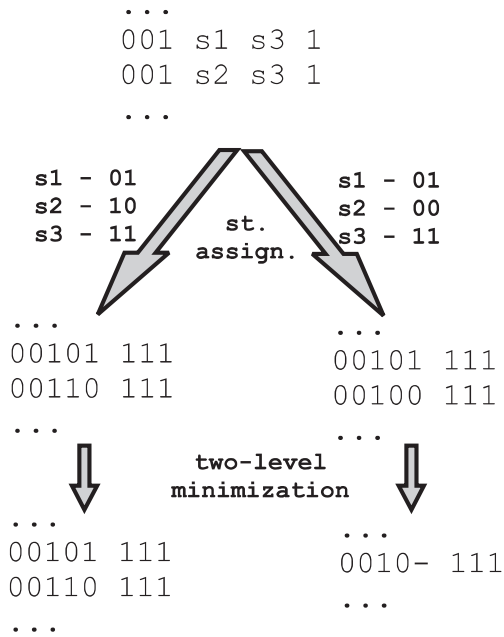 ...
001 s1 s3 1
001 s2 s3 1
...
s1 - 01
s2 - 10
s3 - 11
st.
assign.
s1 - 01
s2 - 00
s3 - 11
...
00101 111
00110 111
...
...
00101 111
00100 111
...
two-level
minimization
...
00101 111
00110 111
...
...
0010- 111
...